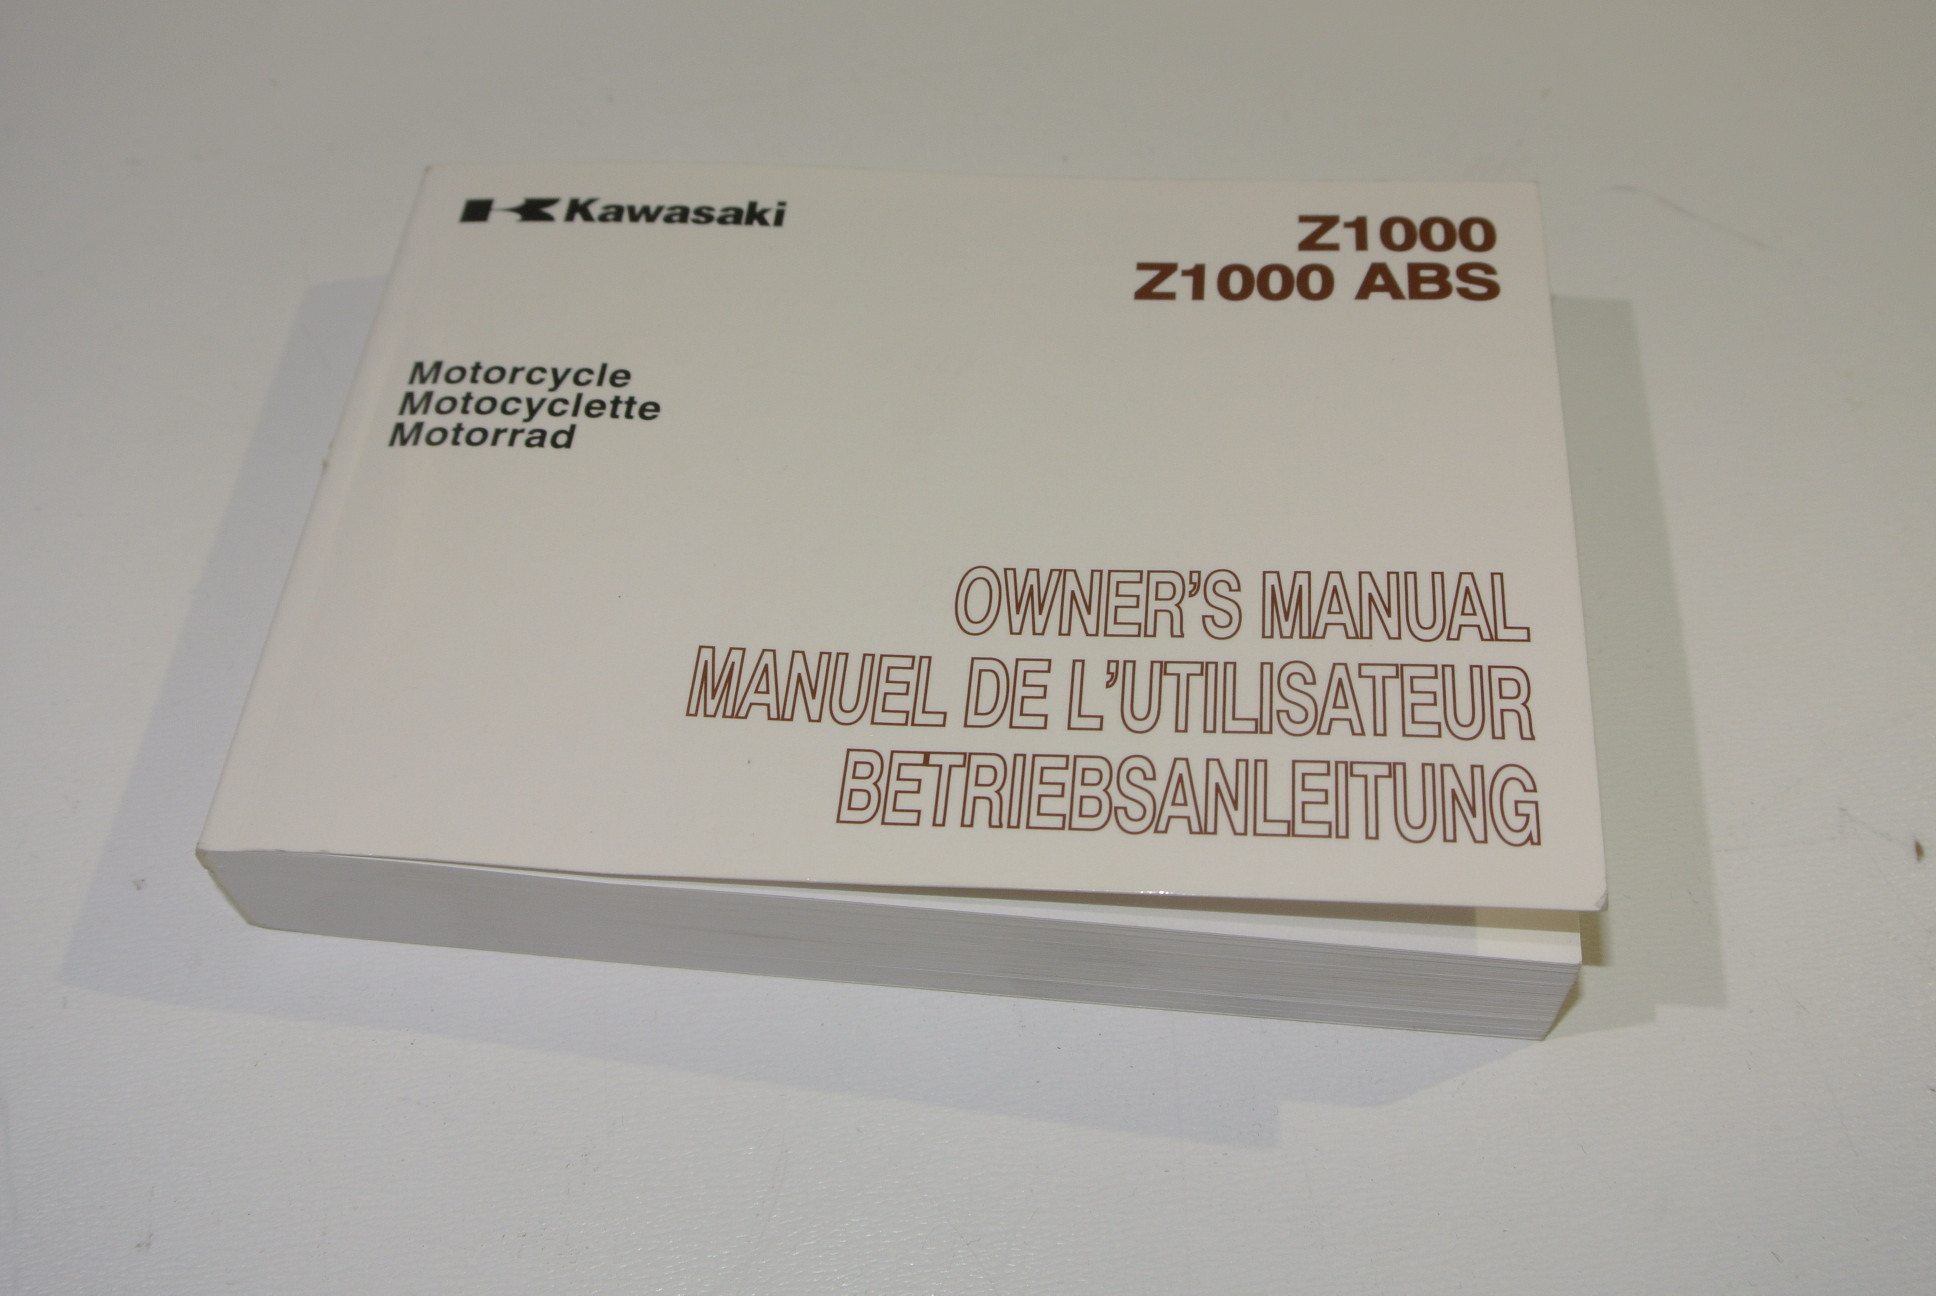 Kawasaki
Z1000
Z1000 ABS
Motorcycle
Motocyclette
Motorrad
OWNER'S MANUAL
MANUEL DE L'UTILISATEUR
BETRIEBSANLEITUNG